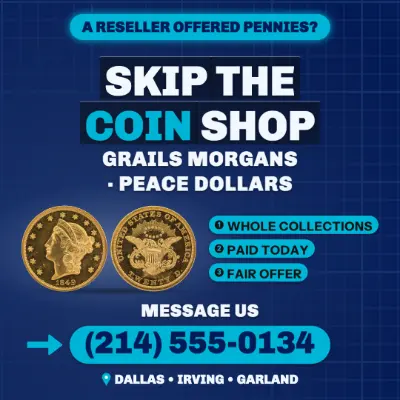 A RESELLER OFFERED PENNIES?
SKIP THE
COIN SHOP
GRAILS MORGANS
· PEACE DOLLARS
1 WHOLE COLLECTIONS
2 PAID TODAY
3 FAIR OFFER
1849
UNITED STATES OF AMERICA
TWENTY D.
MESSAGE US
(214) 555-0134
DALLAS • IRVING • GARLAND